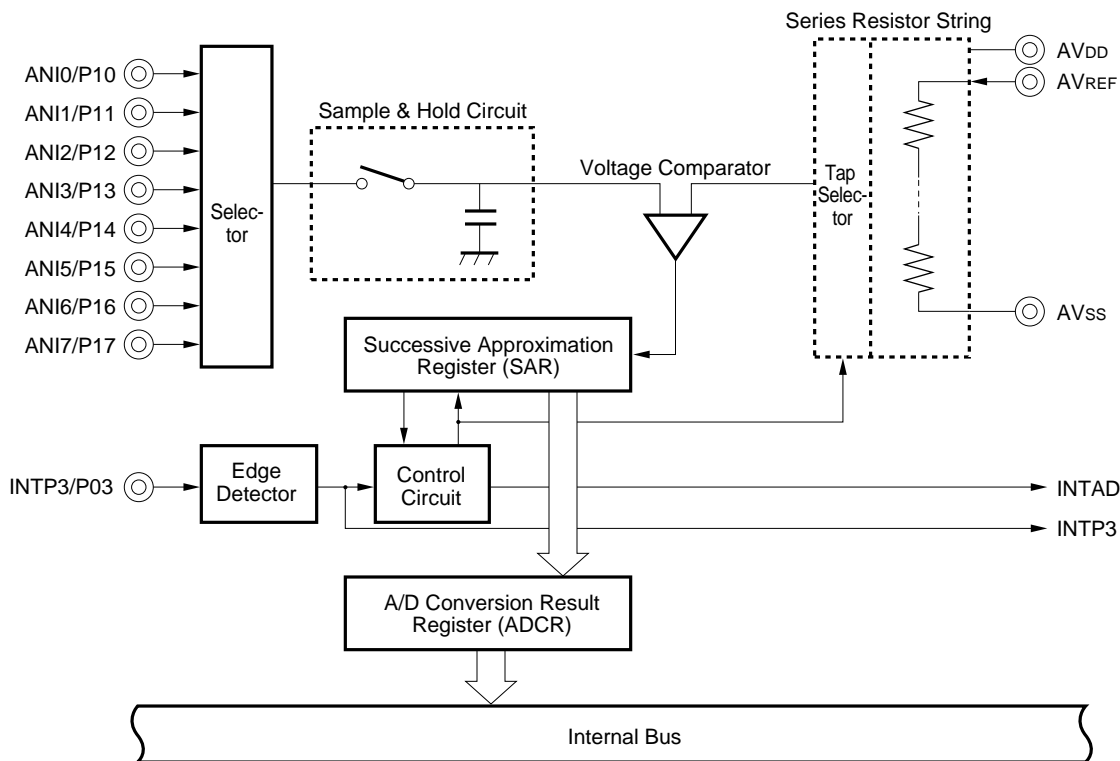 Series Resistor String
ANI0/P10
ANI1/P11
ANI2/P12
ANI3/P13
ANI4/P14
ANI5/P15
ANI6/P16
ANI7/P17
Selec-
tor
Sample & Hold Circuit
Voltage Comparator
Tap
Selec-
tor
AVDD
AVREF
AVSS
Successive Approximation
Register (SAR)
INTP3/P03
Edge
Detector
Control
Circuit
INTAD
INTP3
A/D Conversion Result
Register (ADCR)
Internal Bus